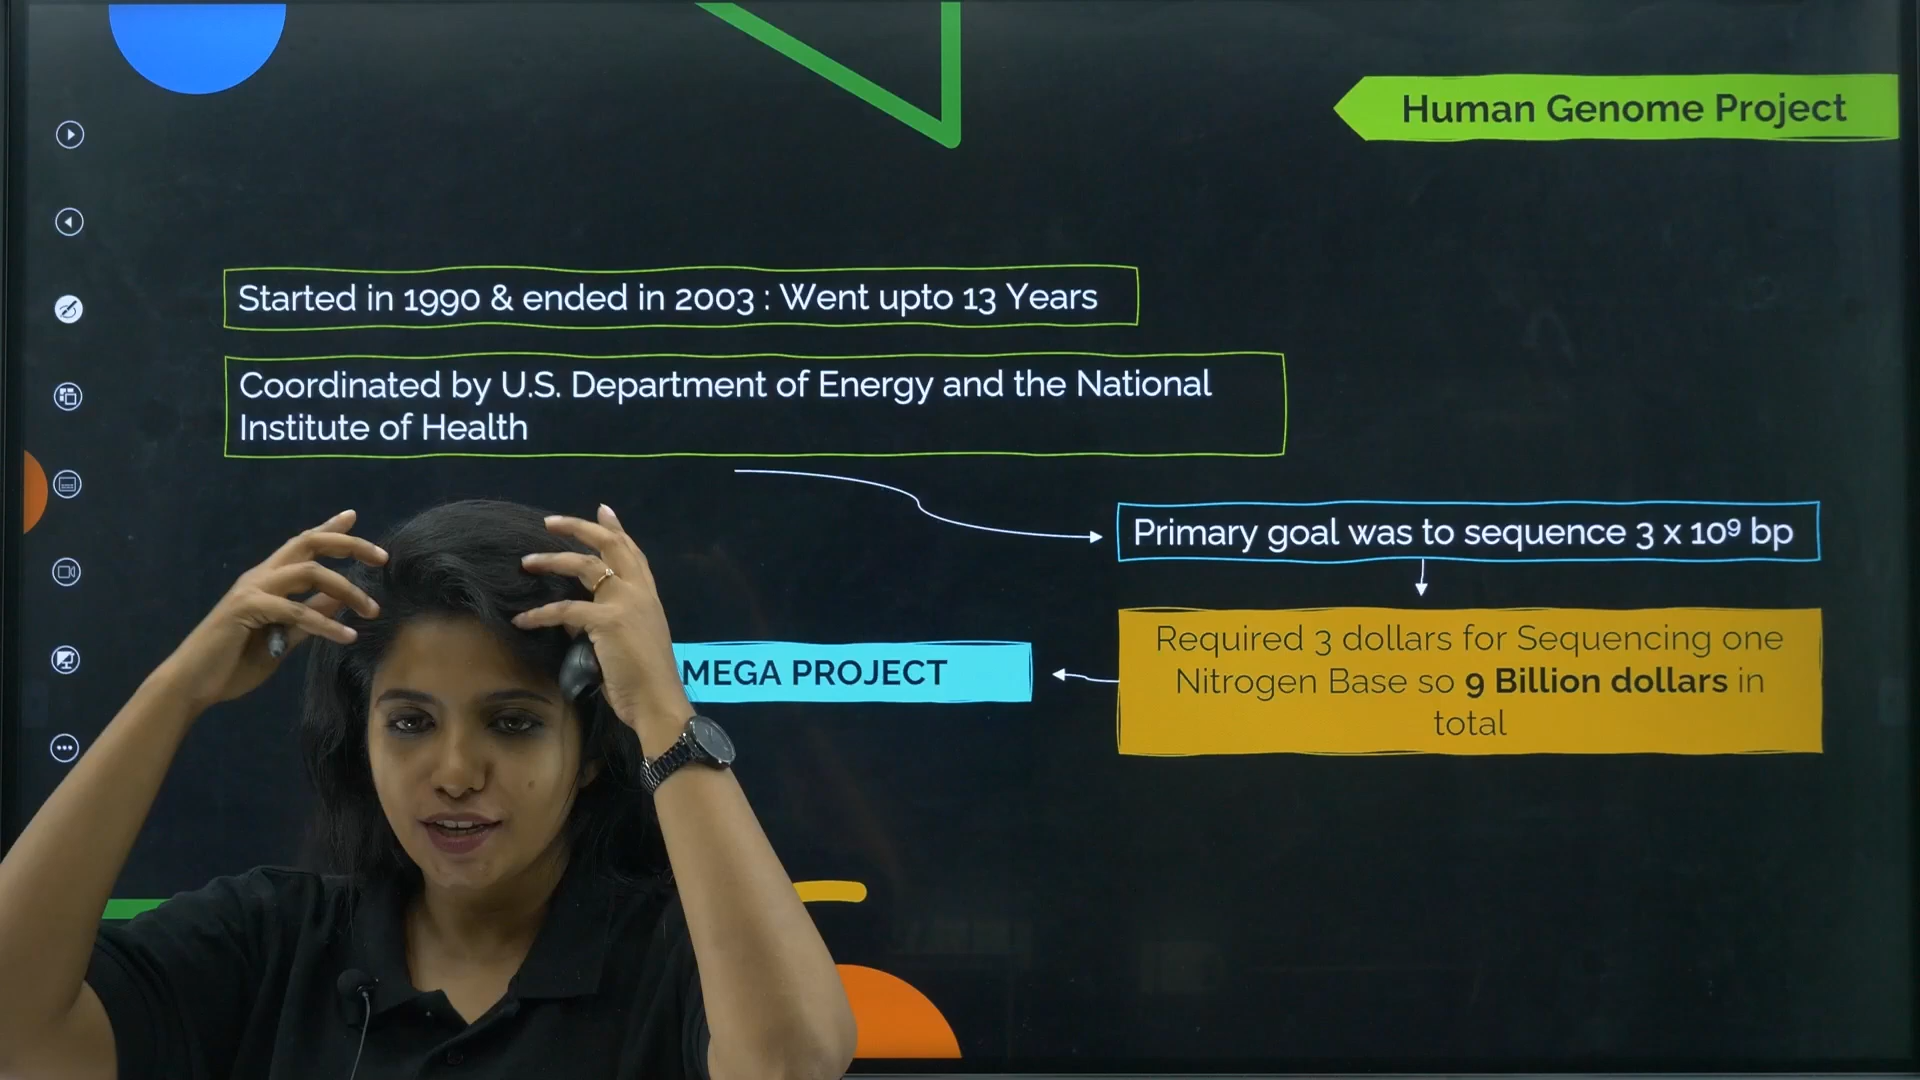 Human Genome Project
Started in 1990 & ended in 2003 : Went upto 13 Years
Coordinated by U.S. Department of Energy and the National
Institute of Health
Primary goal was to sequence 3 x 10⁹ bp
Required 3 dollars for Sequencing one
Nitrogen Base so 9 Billion dollars in
total
MEGA PROJECT